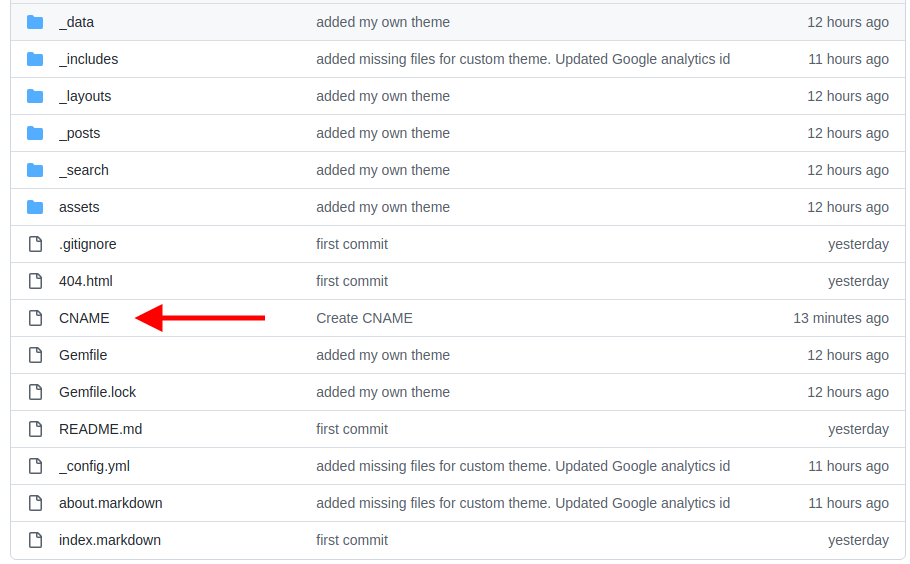 _data added my own theme 12 hours ago
_includes added missing files for custom theme. Updated Google analytics id 11 hours ago
_layouts added my own theme 12 hours ago
_posts added my own theme 12 hours ago
_search added my own theme 12 hours ago
assets added my own theme 12 hours ago
.gitignore first commit yesterday
404.html first commit yesterday
CNAME Create CNAME 13 minutes ago
Gemfile added my own theme 12 hours ago
Gemfile.lock added my own theme 12 hours ago
README.md first commit yesterday
_config.yml added missing files for custom theme. Updated Google analytics id 11 hours ago
about.markdown added missing files for custom theme. Updated Google analytics id 11 hours ago
index.markdown first commit yesterday